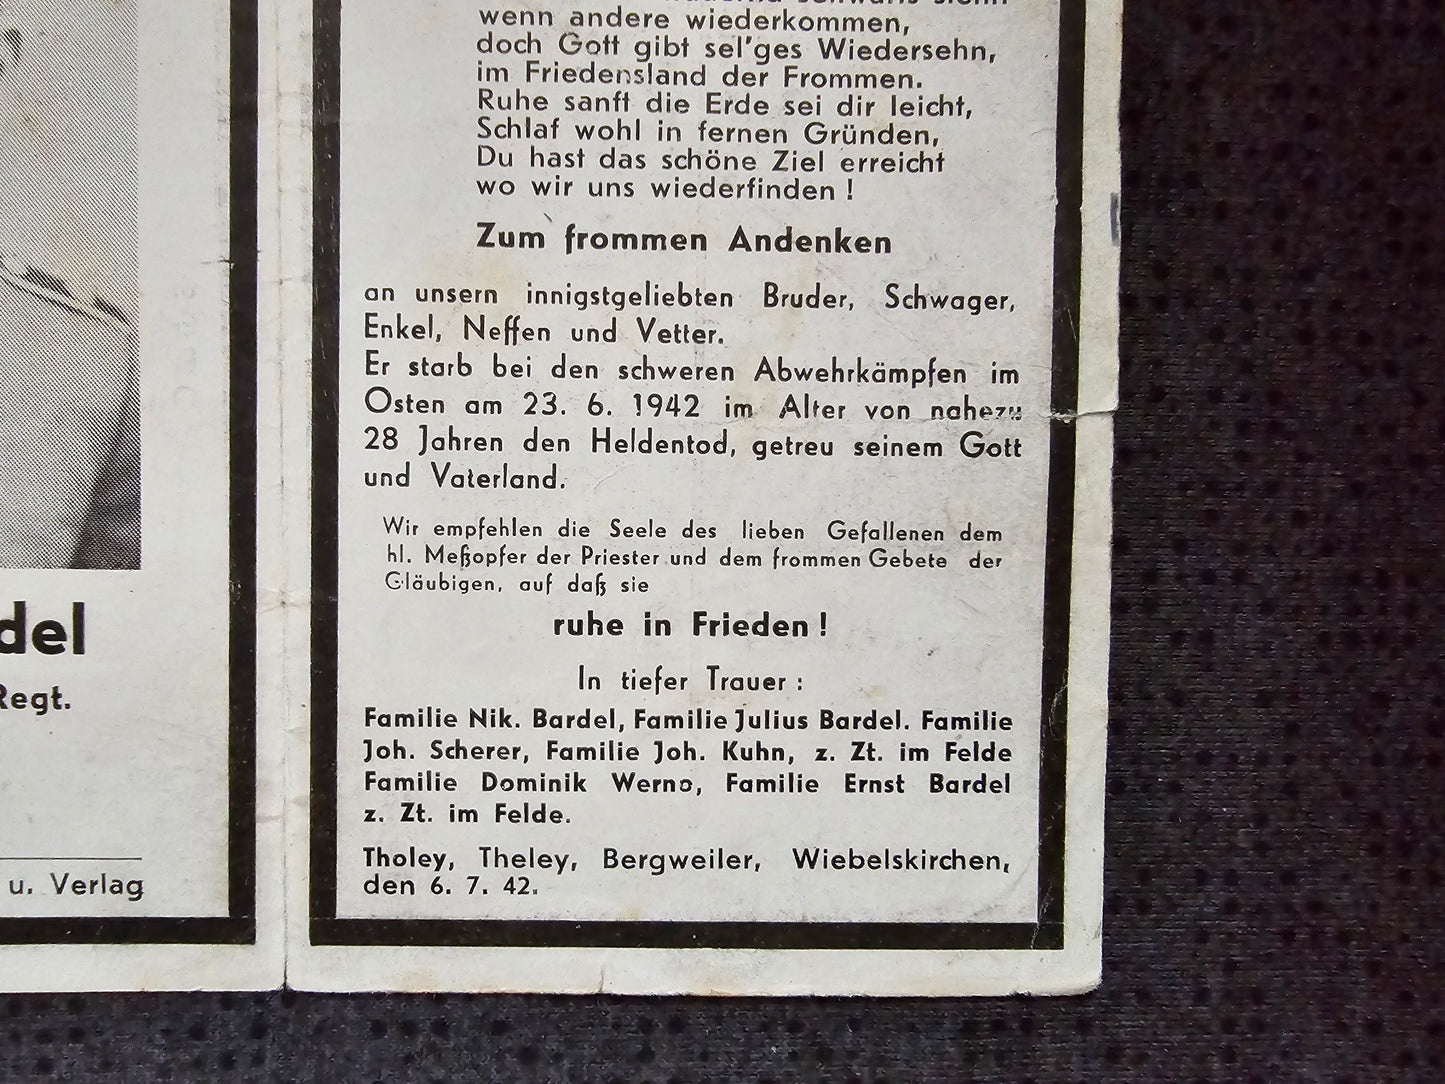 wenn andere wiederkommen,
doch Gott gibt sel'ges Wiedersehn,
im Friedensland der Frommen.
Ruhe sanft die Erde sei dir leicht,
Schlaf wohl in fernen Gründen,
Du hast das schöne Ziel erreicht
wo wir uns wiederfinden !
Zum frommen Andenken
an unsern innigstgeliebten Bruder, Schwager,
Enkel, Neffen und Vetter.
Er starb bei den schweren Abwehrkämpfen im
Osten am 23. 6. 1942 im Alter von nahezu
28 Jahren den Heldentod, getreu seinem Gott
und Vaterland.
Wir empfehlen die Seele des lieben Gefallenen dem
hl. Meßopfer der Priester und dem frommen Gebete der
Gläubigen, auf daß sie
ruhe in Frieden !
In tiefer Trauer :
Familie Nik. Bardel, Familie Julius Bardel. Familie
Joh. Scherer, Familie Joh. Kuhn, z. Zt. im Felde
Familie Dominik Werno, Familie Ernst Bardel
z. Zt. im Felde.
Tholey, Theley, Bergweiler, Wiebelskirchen,
den 6. 7. 42.
del
Regt.
u. Verlag